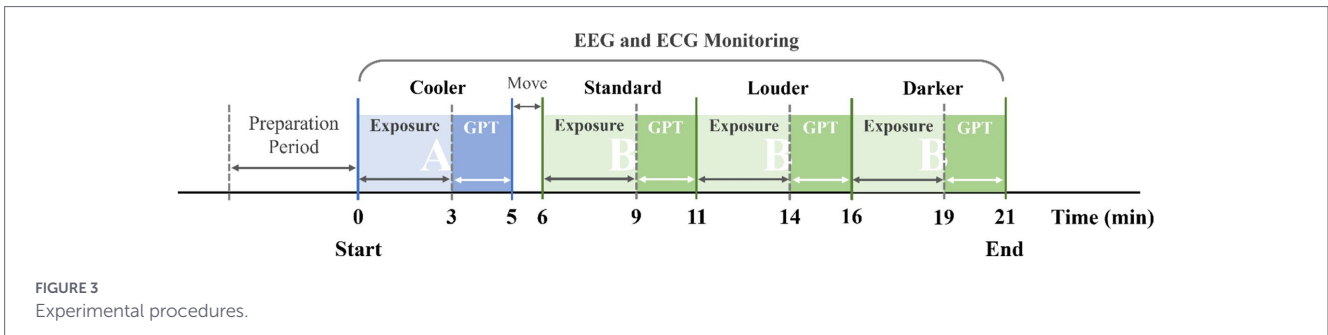 EEG and ECG Monitoring
Cooler Move Standard Louder Darker
Preparation Period
Exposure GPT Exposure GPT Exposure GPT Exposure GPT
A B B B
0 3 5 6 9 11 14 16 19 21 Time (min)
Start End
FIGURE 3
Experimental procedures.